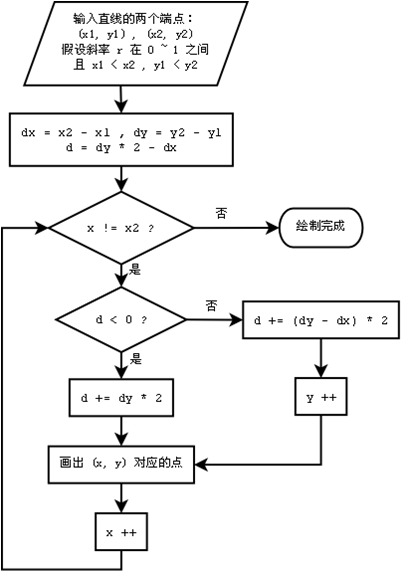 输入直线的两个端点：
(x1, y1) , (x2, y2)
假设斜率 r 在 0 ~ 1 之间
且 x1 < x2 , y1 < y2
dx = x2 - x1 , dy = y2 - y1
d = dy * 2 - dx
x != x2 ?
否
绘制完成
是
d < 0 ?
否
d += (dy - dx) * 2
是
d += dy * 2
y ++
画出 (x, y) 对应的点
x ++